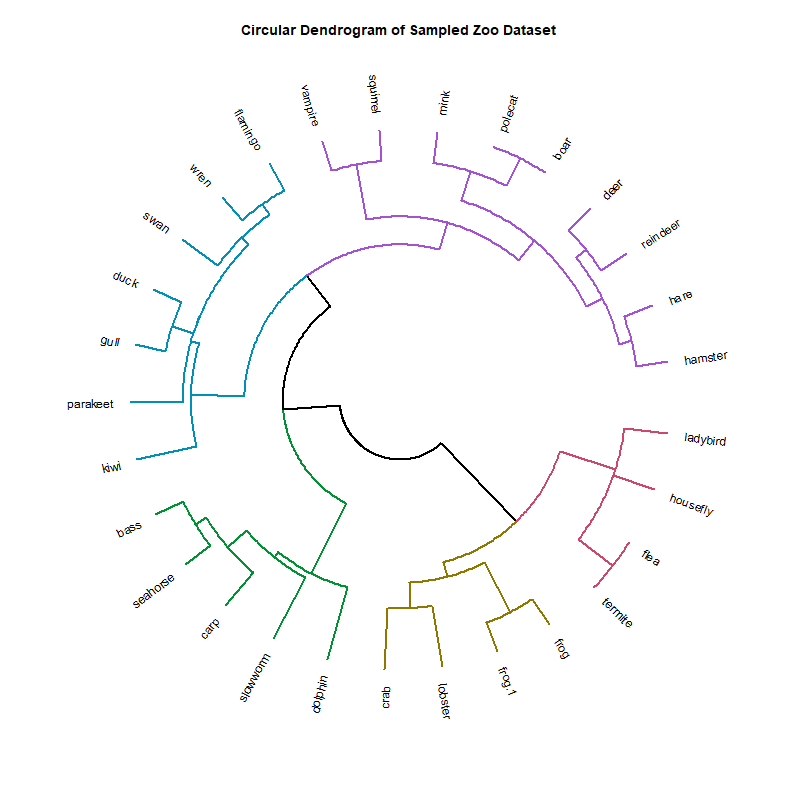 Circular Dendrogram of Sampled Zoo Dataset
squirrel
mink
vampire
polecat
flamingo
boar
wren
deer
swan
reindeer
duck
hare
gull
hamster
parakeet
ladybird
kiwi
housefly
bass
flea
seahorse
termite
carp
frog
slowworm
frog.1
dolphin
crab
lobster